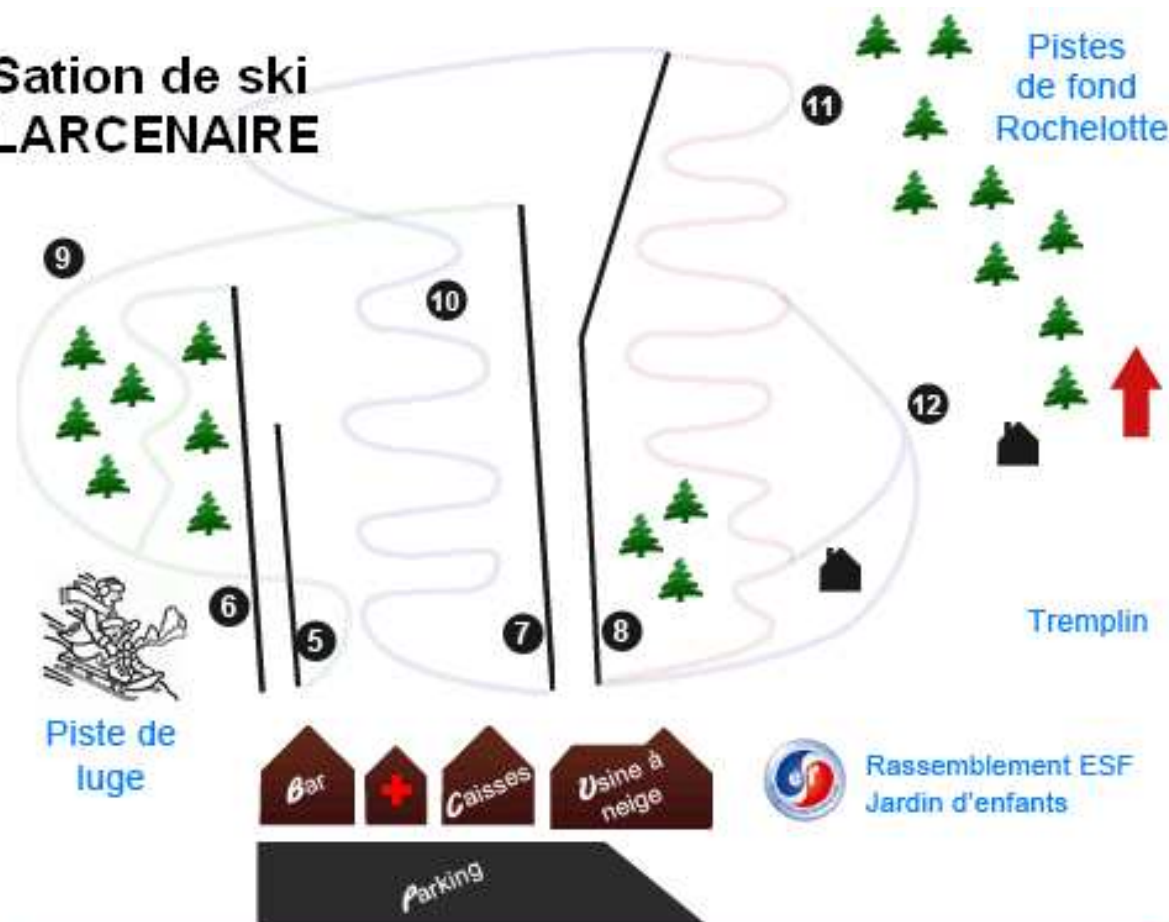 Sation de ski
LARCENAIRE
Pistes
de fond
Rochelotte
11
9
10
12
6
5
7
8
Tremplin
Piste de
luge
Bar
Caisses
Usine à
neige
Rassemblement ESF
Jardin d'enfants
Parking